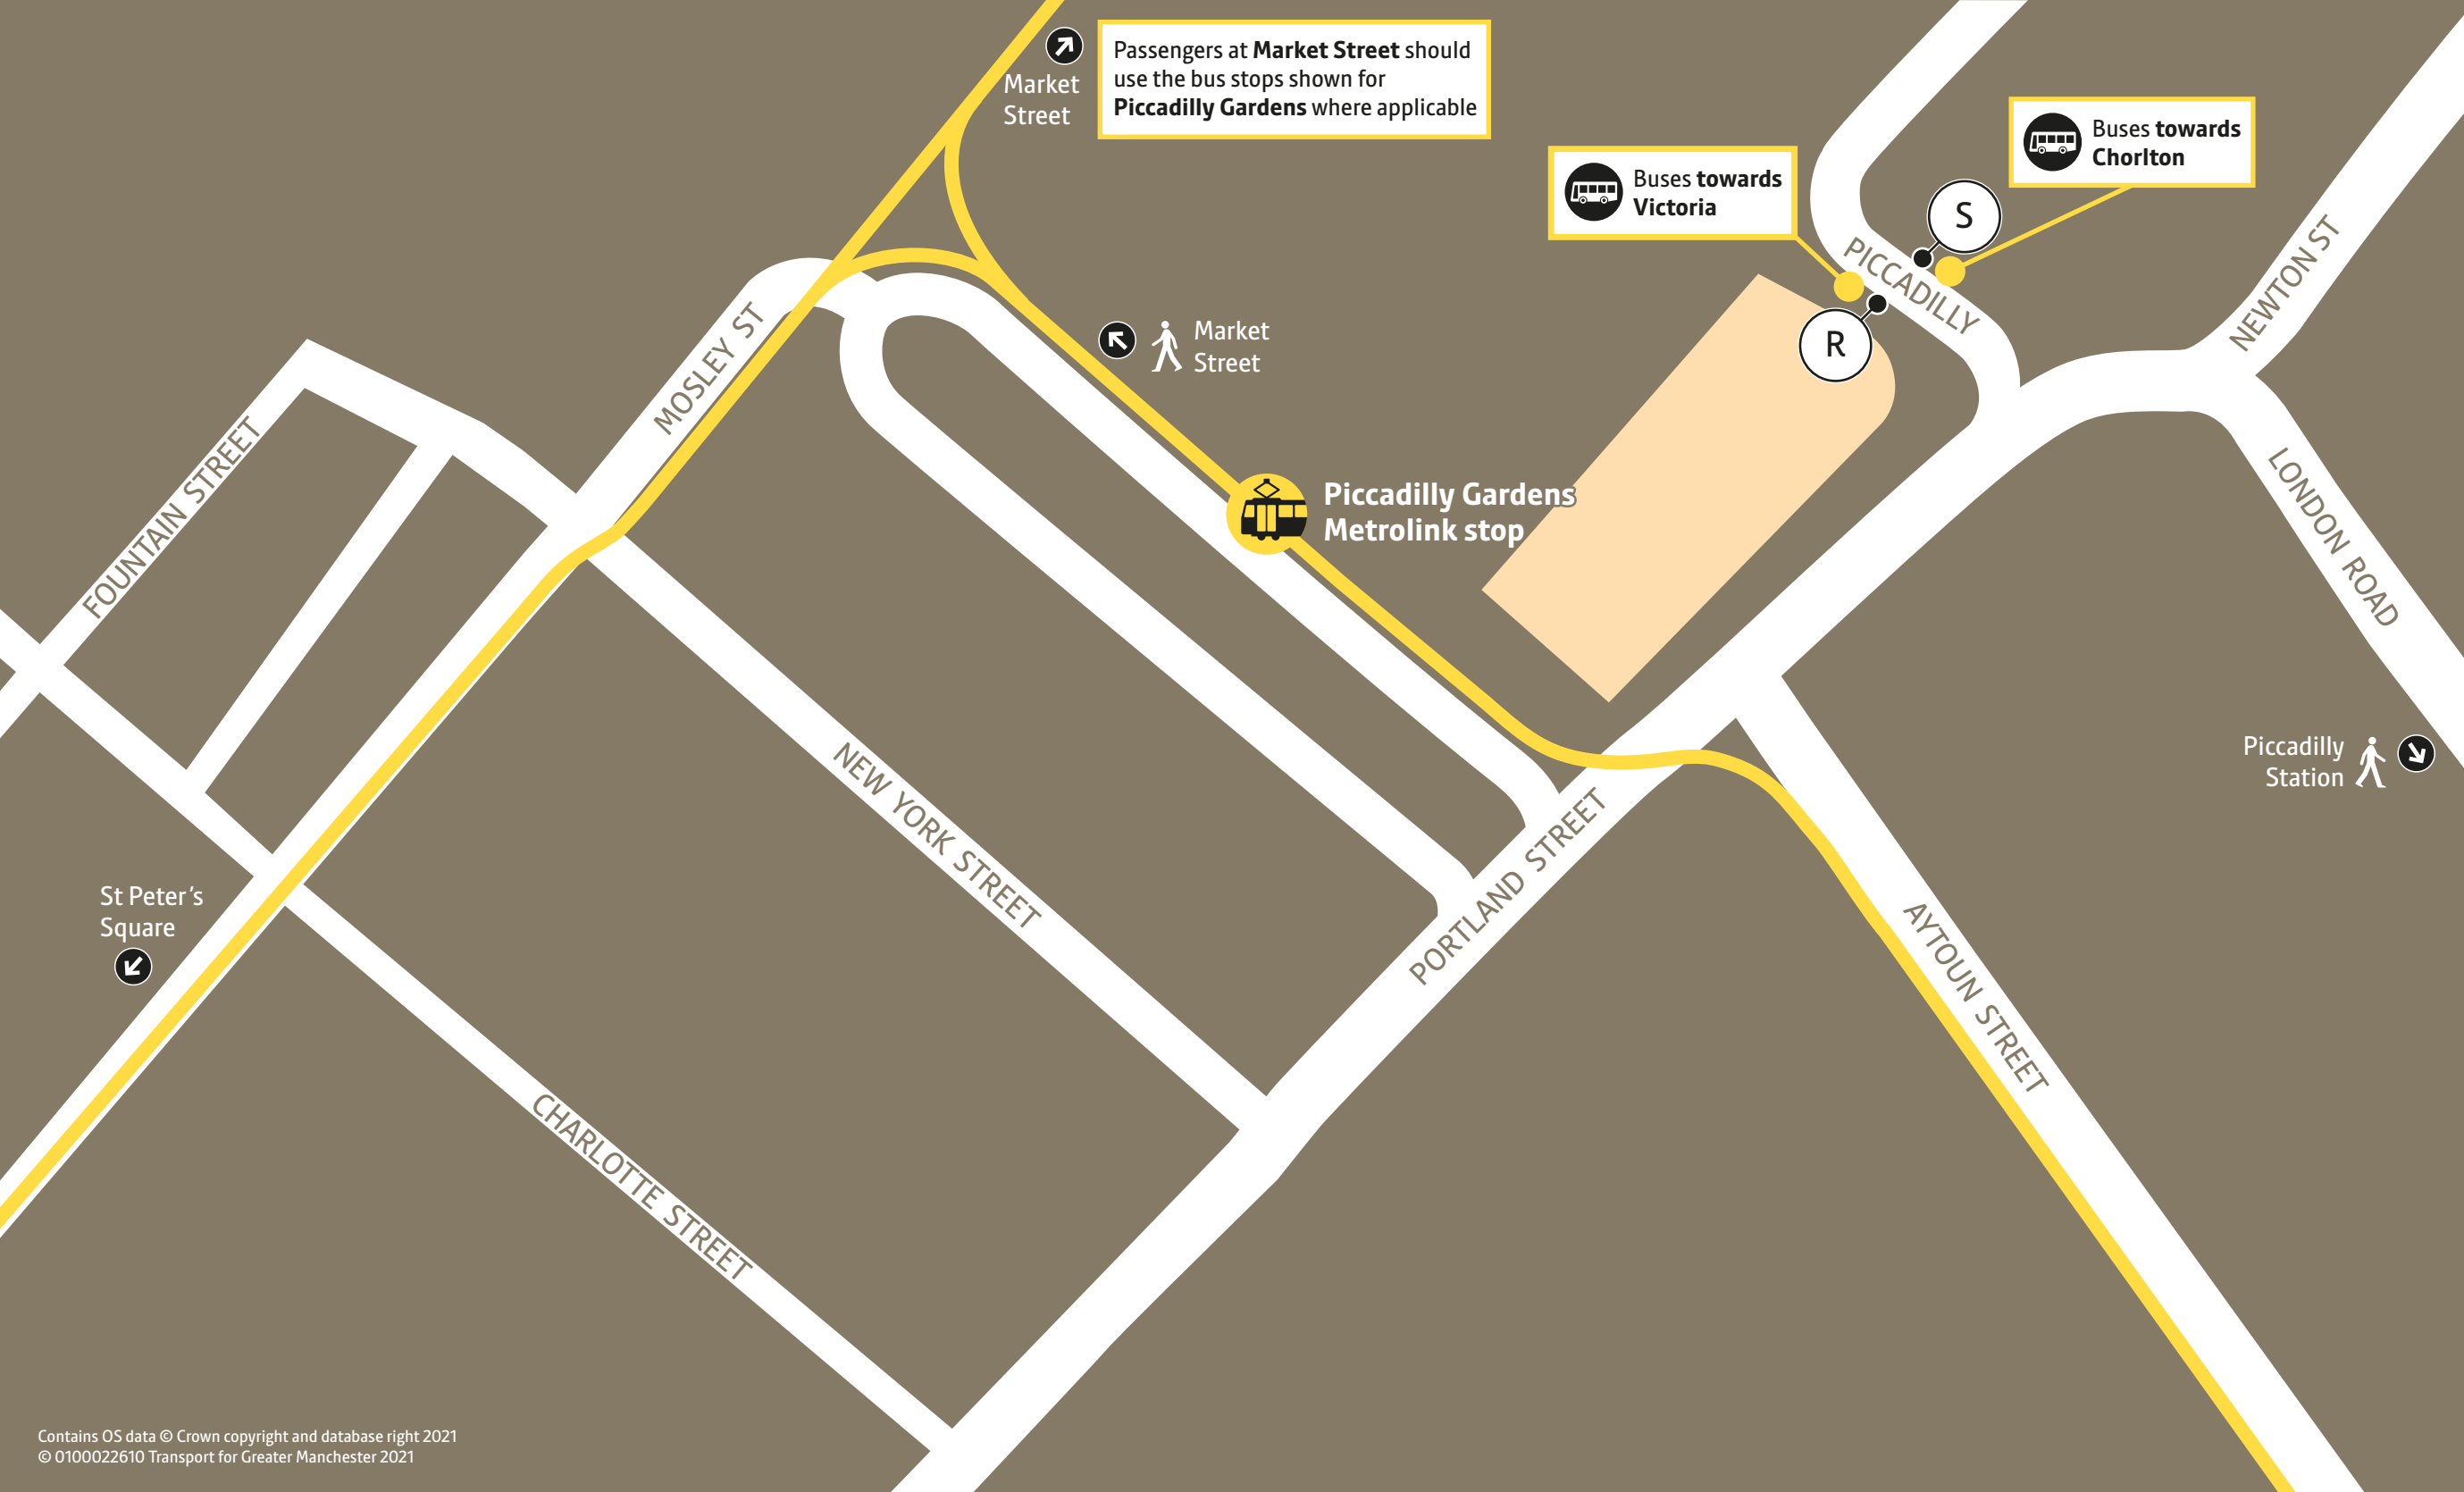 Market
Street
Passengers at Market Street should
use the bus stops shown for
Piccadilly Gardens where applicable
Buses towards
Victoria
Buses towards
Chorlton
S
R
PICCADILLY
NEWTON ST
MOSLEY ST
Market
Street
FOUNTAIN STREET
Piccadilly Gardens
Metrolink stop
LONDON ROAD
NEW YORK STREET
Piccadilly
Station
PORTLAND STREET
St Peter's
Square
AYTOUN STREET
CHARLOTTE STREET
Contains OS data © Crown copyright and database right 2021
© 0100022610 Transport for Greater Manchester 2021